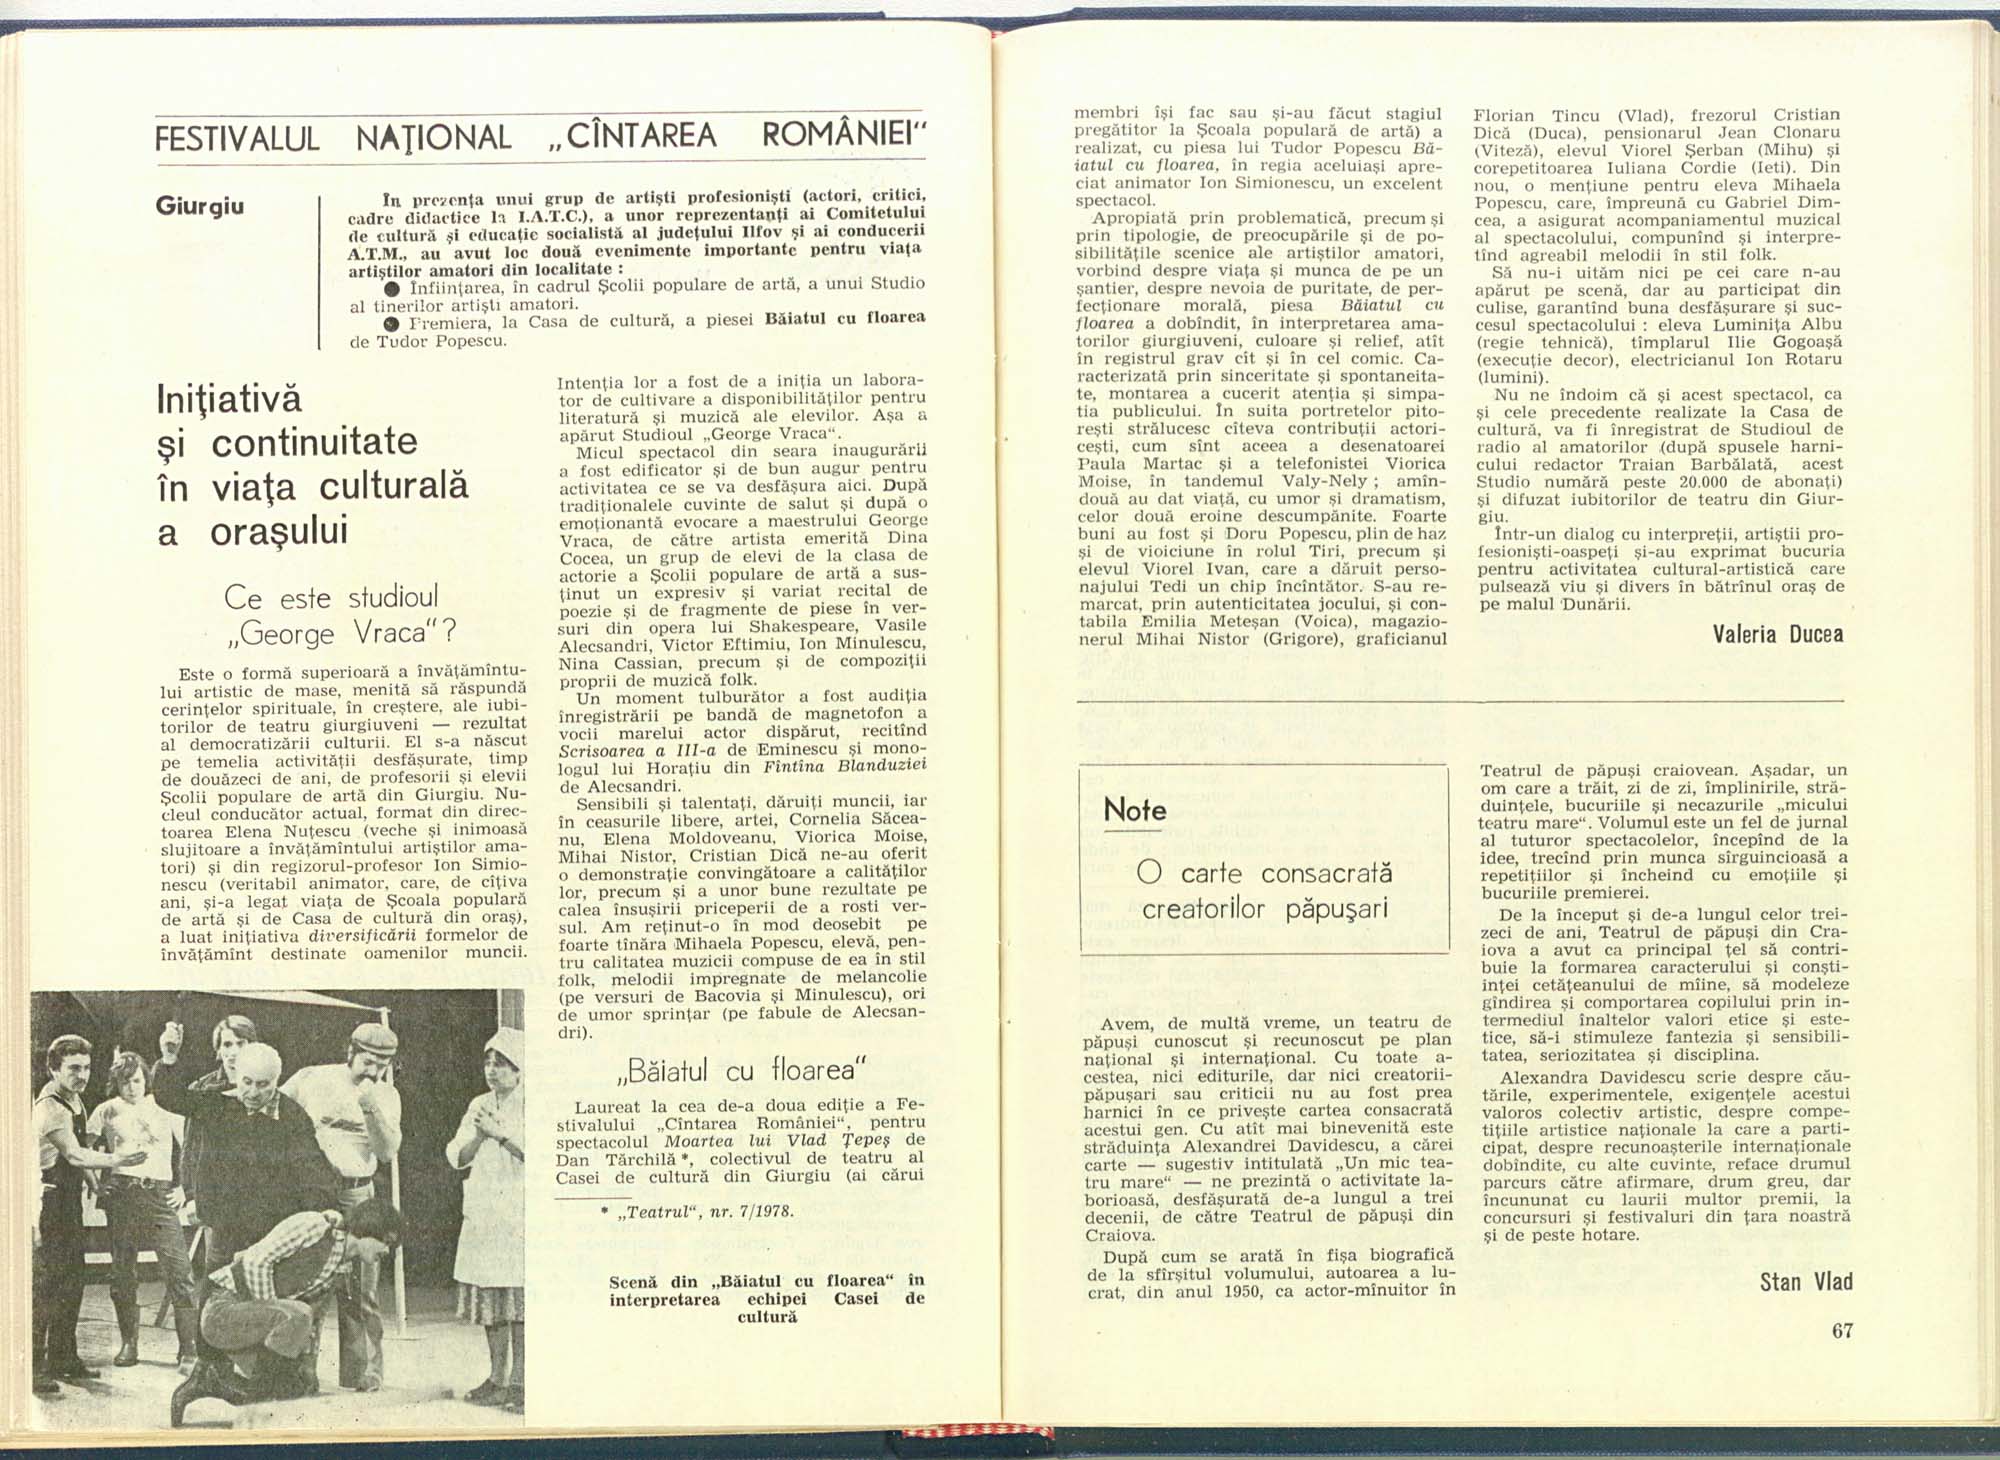 FESTIVALUL NAŢIONAL „CÎNTAREA ROMÂNIEI“
Giurgiu
În prezenţa unui grup de artişti profesionişti (actori, critici,
cadre didactice la I.A.T.C.), a unor reprezentanţi ai Comitetului
de cultură şi educaţie socialistă al judeţului Ilfov şi ai conducerii
A.T.M., au avut loc două evenimente importante pentru viaţa
artiştilor amatori din localitate :
● Înfiinţarea, în cadrul Şcolii populare de artă, a unui Studio
al tinerilor artişti amatori.
● Premiera, la Casa de cultură, a piesei Băiatul cu floarea
de Tudor Popescu.
Iniţiativă
şi continuitate
în viaţa culturală
a oraşului
Ce este studioul
„George Vraca“?
Este o formă superioară a învăţămîntu-
lui artistic de mase, menită să răspundă
cerinţelor spirituale, în creştere, ale iubi-
torilor de teatru giurgiuveni — rezultat
al democratizării culturii. El s-a născut
pe temelia activităţii desfăşurate, timp
de douăzeci de ani, de profesorii şi elevii
Şcolii populare de artă din Giurgiu. Nu-
cleul conducător actual, format din direc-
toarea Elena Nuţescu (veche şi inimoasă
slujitoare a învăţămîntului artiştilor ama-
tori) şi din regizorul-profesor Ion Simio-
nescu (veritabil animator, care, de cîţiva
ani, şi-a legat viaţa de Şcoala populară
de artă şi de Casa de cultură din oraş),
a luat iniţiativa diversificării formelor de
învăţămînt destinate oamenilor muncii.
Intenţia lor a fost de a iniţia un labora-
tor de cultivare a disponibilităţilor pentru
literatură şi muzică ale elevilor. Aşa a
apărut Studioul „George Vraca“.
Micul spectacol din seara inaugurării
a fost edificator şi de bun augur pentru
activitatea ce se va desfăşura aici. După
tradiţionalele cuvinte de salut şi după o
emoţionantă evocare a maestrului George
Vraca, de către artista emerită Dina
Cocea, un grup de elevi de la clasa de
actorie a Şcolii populare de artă a sus-
ţinut un expresiv şi variat recital de
poezie şi de fragmente de piese în ver-
suri din opera lui Shakespeare, Vasile
Alecsandri, Victor Eftimiu, Ion Minulescu,
Nina Cassian, precum şi de compoziţii
proprii de muzică folk.
Un moment tulburător a fost audiţia
înregistrării pe bandă de magnetofon a
vocii marelui actor dispărut, recitînd
Scrisoarea a III-a de Eminescu şi mono-
logul lui Horaţiu din Fîntîna Blanduziei
de Alecsandri.
Sensibili şi talentaţi, dăruiţi muncii, iar
în ceasurile libere, artei, Cornelia Săcea-
nu, Elena Moldoveanu, Viorica Moise,
Mihai Nistor, Cristian Dică ne-au oferit
o demonstraţie convingătoare a calităţilor
lor, precum şi a unor bune rezultate pe
calea însuşirii priceperii de a rosti ver-
sul. Am reţinut-o în mod deosebit pe
foarte tînăra Mihaela Popescu, elevă, pen-
tru calitatea muzicii compuse de ea în stil
folk, melodii impregnate de melancolie
(pe versuri de Bacovia şi Minulescu), ori
de umor sprinţar (pe fabule de Alecsan-
dri).
„Băiatul cu floarea“
Laureat la cea de-a doua ediţie a Fe-
stivalului „Cîntarea României“, pentru
spectacolul Moartea lui Vlad Ţepeş de
Dan Tărchilă*, colectivul de teatru al
Casei de cultură din Giurgiu (ai cărui
* „Teatrul“, nr. 7/1978.
Scenă din „Băiatul cu floarea“ în
interpretarea echipei Casei de
cultură
membri îşi fac sau şi-au făcut stagiul
pregătitor la Şcoala populară de artă) a
realizat, cu piesa lui Tudor Popescu Bă-
iatul cu floarea, în regia aceluiaşi apre-
ciat animator Ion Simionescu, un excelent
spectacol.
Apropiată prin problematică, precum şi
prin tipologie, de preocupările şi de po-
sibilităţile scenice ale artiştilor amatori,
vorbind despre viaţa şi munca de pe un
şantier, despre nevoia de puritate, de per-
fecţionare morală, piesa Băiatul cu
floarea a dobîndit, în interpretarea ama-
torilor giurgiuveni, culoare şi relief, atît
în registrul grav cît şi în cel comic. Ca-
racterizată prin sinceritate şi spontaneita-
te, montarea a cucerit atenţia şi simpa-
tia publicului. În suita portretelor pito-
reşti strălucesc cîteva contribuţii actori-
ceşti, cum sînt aceea a desenatoarei
Paula Martac şi a telefonistei Viorica
Moise, în tandemul Valy-Nely ; amîn-
două au dat viaţă, cu umor şi dramatism,
celor două eroine descumpănite. Foarte
buni au fost şi Doru Popescu, plin de haz
şi de vioiciune în rolul Tiri, precum şi
elevul Viorel Ivan, care a dăruit perso-
najului Tedi un chip încîntător. S-au re-
marcat, prin autenticitatea jocului, şi con-
tabila Emilia Meteşan (Voica), magazio-
nerul Mihai Nistor (Grigore), graficianul
Florian Tincu (Vlad), frezorul Cristian
Dică (Duca), pensionarul Jean Clonaru
(Viteză), elevul Viorel Şerban (Mihu) şi
corepetitoarea Iuliana Cordie (Ieti). Din
nou, o menţiune pentru eleva Mihaela
Popescu, care, împreună cu Gabriel Dim-
cea, a asigurat acompaniamentul muzical
al spectacolului, compunînd şi interpre-
tînd agreabil melodii în stil folk.
Să nu-i uităm nici pe cei care n-au
apărut pe scenă, dar au participat din
culise, garantînd buna desfăşurare şi suc-
cesul spectacolului : eleva Luminiţa Albu
(regie tehnică), tîmplarul Ilie Gogoaşă
(execuţie decor), electricianul Ion Rotaru
(lumini).
Nu ne îndoim că şi acest spectacol, ca
şi cele precedente realizate la Casa de
cultură, va fi înregistrat de Studioul de
radio al amatorilor (după spusele harni-
cului redactor Traian Barbălată, acest
Studio numără peste 20.000 de abonaţi)
şi difuzat iubitorilor de teatru din Giur-
giu.
Într-un dialog cu interpreţii, artiştii pro-
fesionişti-oaspeţi şi-au exprimat bucuria
pentru activitatea cultural-artistică care
pulsează viu şi divers în bătrînul oraş de
pe malul Dunării.
Valeria Ducea
Note
O carte consacrată
creatorilor păpuşari
Avem, de multă vreme, un teatru de
păpuşi cunoscut şi recunoscut pe plan
naţional şi internaţional. Cu toate a-
cestea, nici editurile, dar nici creatorii-
păpuşari sau criticii nu au fost prea
harnici în ce priveşte cartea consacrată
acestui gen. Cu atît mai binevenită este
străduinţa Alexandrei Davidescu, a cărei
carte — sugestiv intitulată „Un mic tea-
tru mare“ — ne prezintă o activitate la-
borioasă, desfăşurată de-a lungul a trei
decenii, de către Teatrul de păpuşi din
Craiova.
După cum se arată în fişa biografică
de la sfîrşitul volumului, autoarea a lu-
crat, din anul 1950, ca actor-mînuitor în
Teatrul de păpuşi craiovean. Aşadar, un
om care a trăit, zi de zi, împlinirile, stră-
duinţele, bucuriile şi necazurile „micului
teatru mare“. Volumul este un fel de jurnal
al tuturor spectacolelor, începînd de la
idee, trecînd prin munca sîrguincioasă a
repetiţiilor şi încheind cu emoţiile şi
bucuriile premierei.
De la început şi de-a lungul celor trei-
zeci de ani, Teatrul de păpuşi din Cra-
iova a avut ca principal ţel să contri-
buie la formarea caracterului şi conşti-
inţei cetăţeanului de mîine, să modeleze
gîndirea şi comportarea copilului prin in-
termediul înaltelor valori etice şi este-
tice, să-i stimuleze fantezia şi sensibili-
tatea, seriozitatea şi disciplina.
Alexandra Davidescu scrie despre cău-
tările, experimentele, exigenţele acestui
valoros colectiv artistic, despre compe-
tiţiile artistice naţionale la care a parti-
cipat, despre recunoaşterile internaţionale
dobîndite, cu alte cuvinte, reface drumul
parcurs către afirmare, drum greu, dar
încununat cu laurii multor premii, la
concursuri şi festivaluri din ţara noastră
şi de peste hotare.
Stan Vlad
67